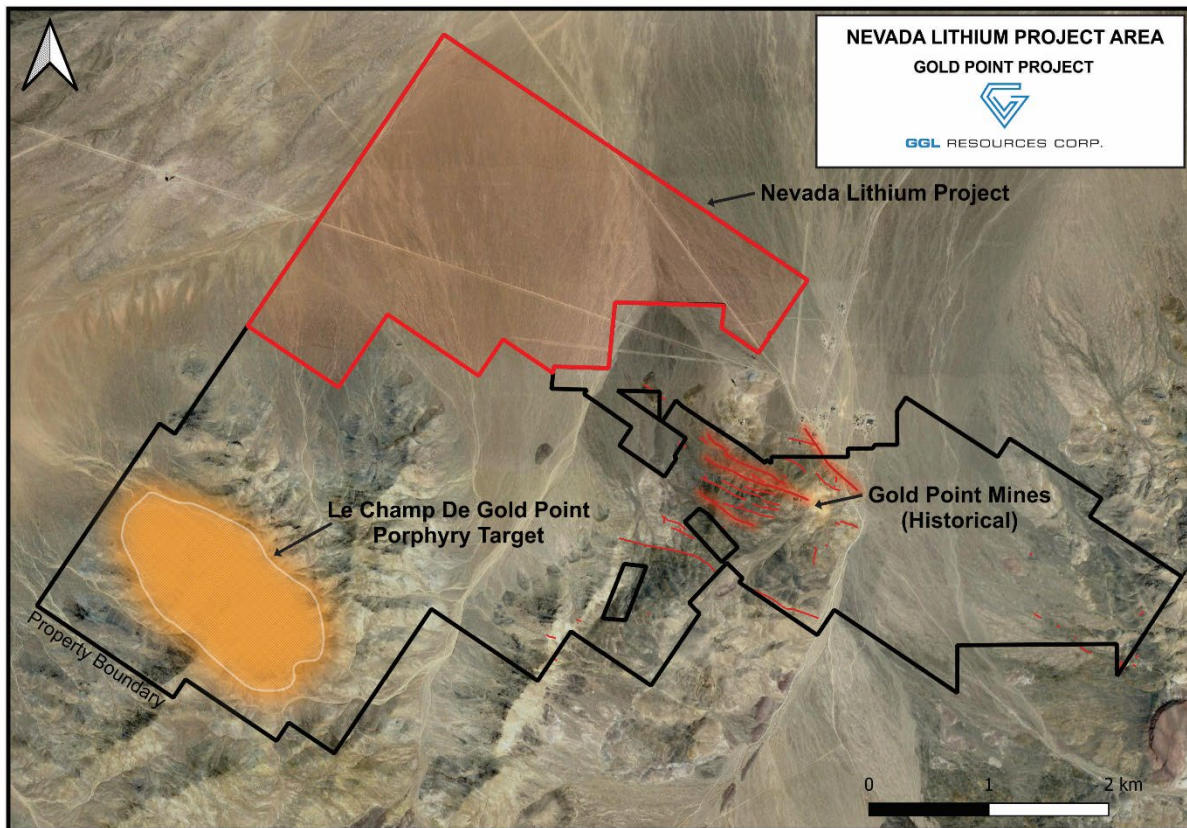 NEVADA LITHIUM PROJECT AREA
GOLD POINT PROJECT
GGL RESOURCES CORP.
Nevada Lithium Project
Gold Point Mines
(Historical)
Le Champ De Gold Point
Porphyry Target
Property Boundary
0 1 2 km